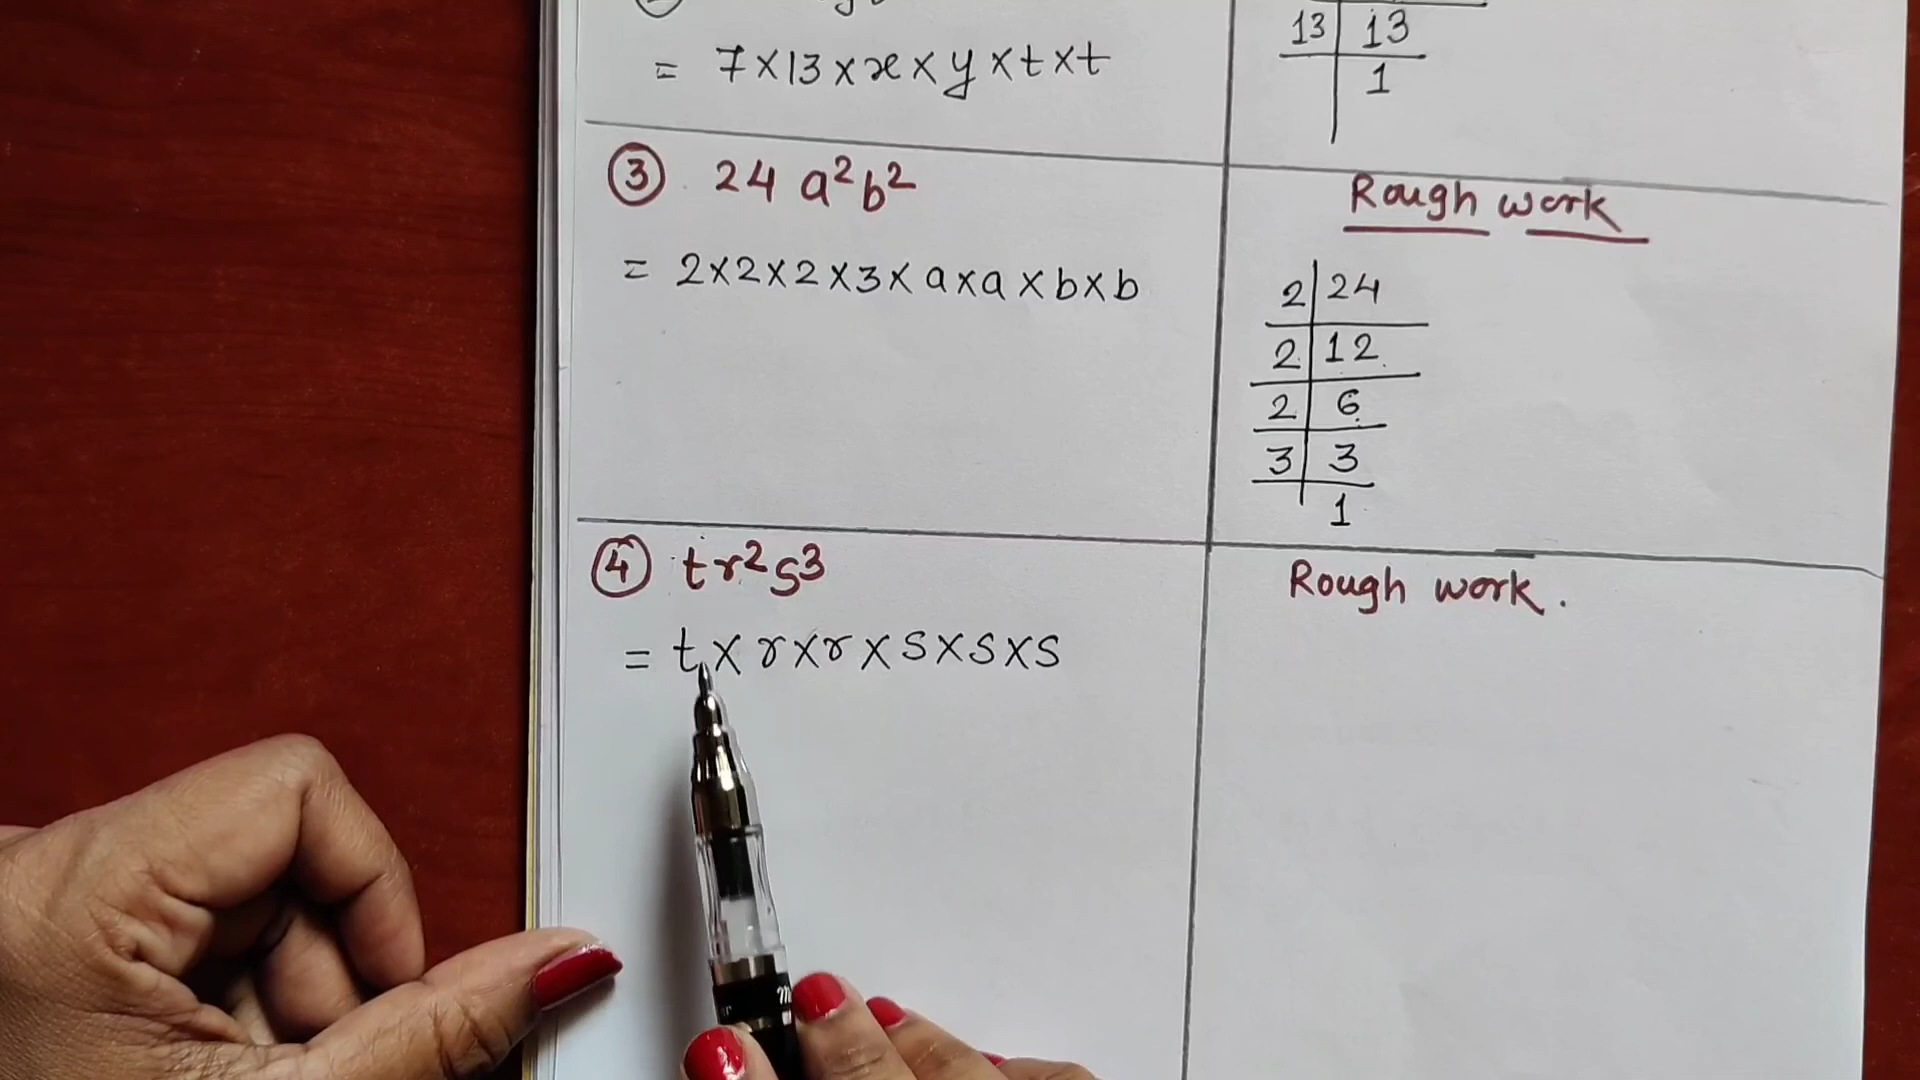 = 7×13×x×y×t×t
13 | 13
1
③ 24 a²b²
= 2×2×2×3×a×a×b×b
Rough work
2 | 24
2 | 12
2 | 6
3 | 3
1
④ tr²s³
= t×r×r×s×s×s
Rough work.